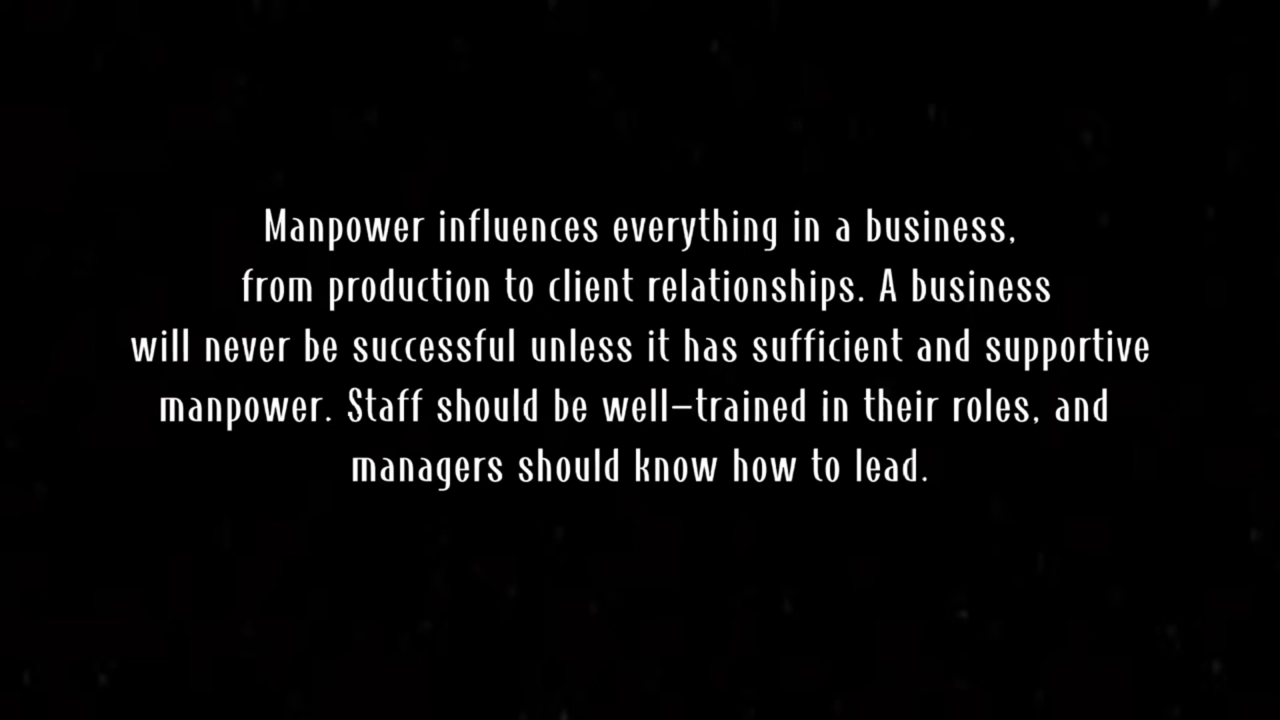 Manpower influences everything in a business,
from production to client relationships. A business
will never be successful unless it has sufficient and supportive
manpower. Staff should be well-trained in their roles, and
managers should know how to lead.